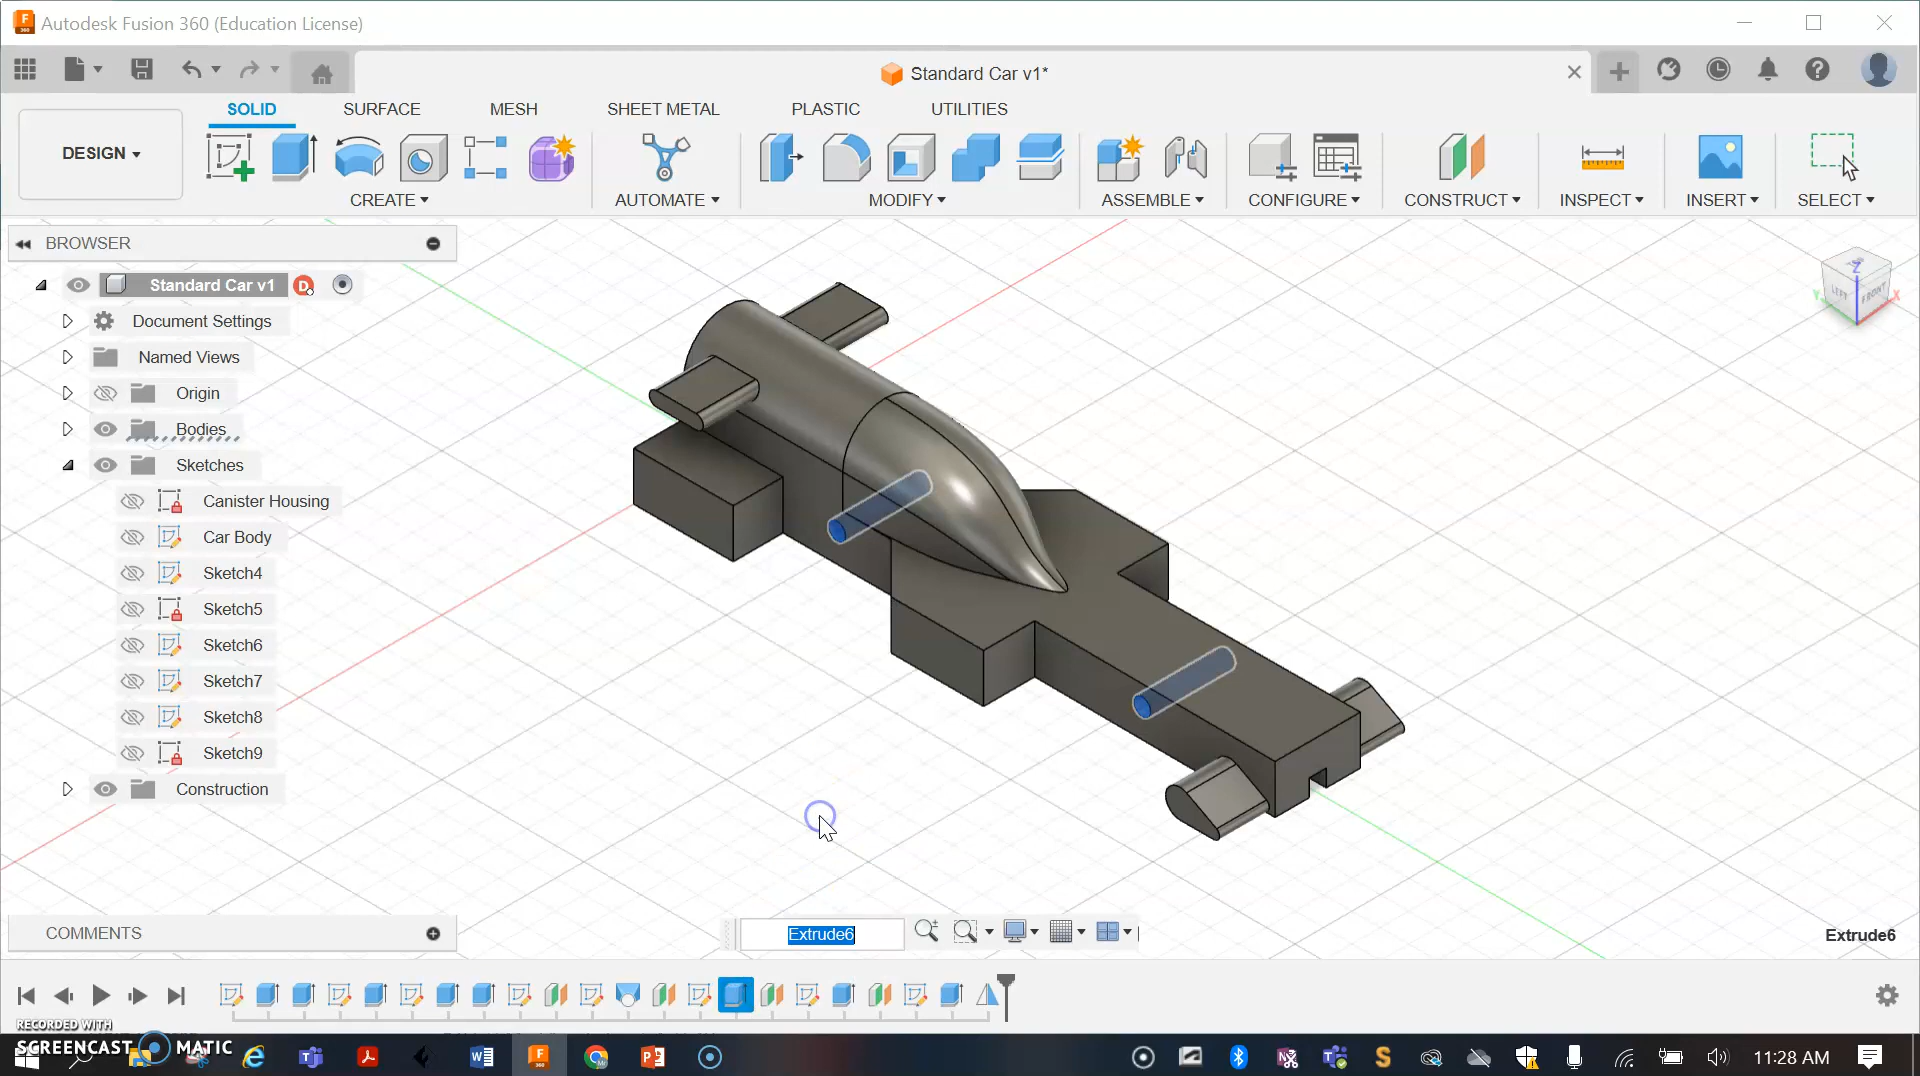 Autodesk Fusion 360 (Education License)
Standard Car v1*
SOLID SURFACE MESH SHEET METAL PLASTIC UTILITIES
DESIGN
CREATE AUTOMATE MODIFY ASSEMBLE CONFIGURE CONSTRUCT INSPECT INSERT SELECT
BROWSER
Standard Car v1
Document Settings
Named Views
Origin
Bodies
Sketches
Canister Housing
Car Body
Sketch4
Sketch5
Sketch6
Sketch7
Sketch8
Sketch9
Construction
Z
LEFT FRONT
Y X
COMMENTS
Extrude6
Extrude6
RECORDED WITH
SCREENCAST MATIC
11:28 AM